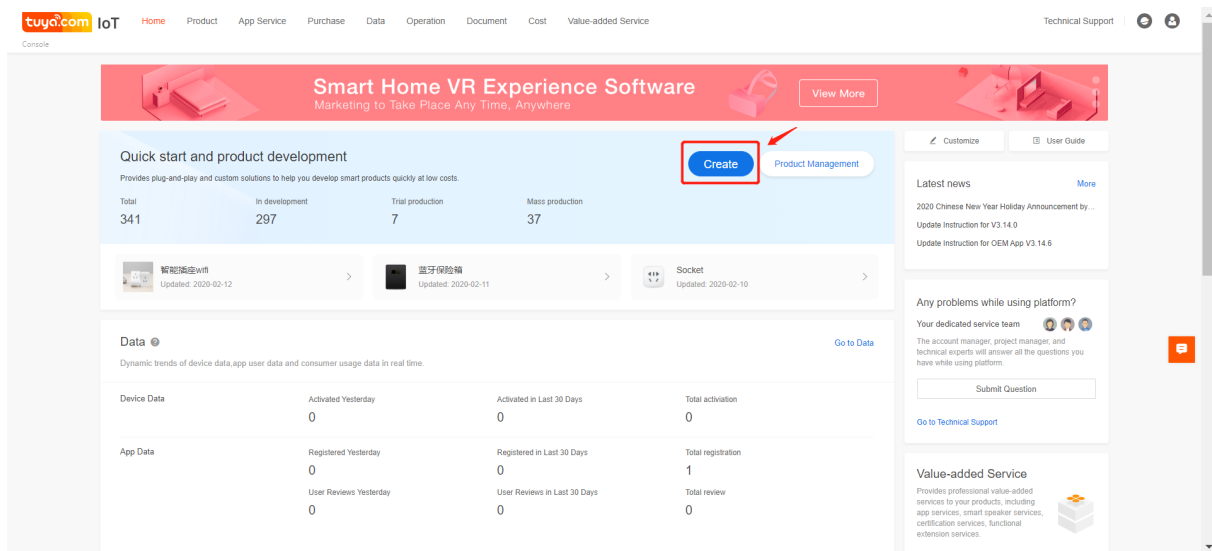 tuya.com IoT Home Product App Service Purchase Data Operation Document Cost Value-added Service Technical Support
Console
Smart Home VR Experience Software
Marketing to Take Place Any Time, Anywhere
View More
Quick start and product development
Provides plug-and-play and custom solutions to help you develop smart products quickly at low costs.
Create
Product Management
Total In development Trial production Mass production
341 297 7 37
智能插座wifi
Updated: 2020-02-12
蓝牙保险箱
Updated: 2020-02-11
Socket
Updated: 2020-02-10
Customize
User Guide
Latest news More
2020 Chinese New Year Holiday Announcement by...
Update Instruction for V3.14.0
Update Instruction for OEM App V3.14.6
Any problems while using platform?
Your dedicated service team
The account manager, project manager, and
technical experts will answer all the questions you
have while using platform.
Submit Question
Go to Technical Support
Data Go to Data
Dynamic trends of device data,app user data and consumer usage data in real time.
Device Data Activated Yesterday Activated in Last 30 Days Total activiation
0 0 0
App Data Registered Yesterday Registered in Last 30 Days Total registration
0 0 1
User Reviews Yesterday User Reviews in Last 30 Days Total review
0 0 0
Value-added Service
Provides professional value-added
services to your products, including
app services, smart speaker services,
certification services, functional
extension services.